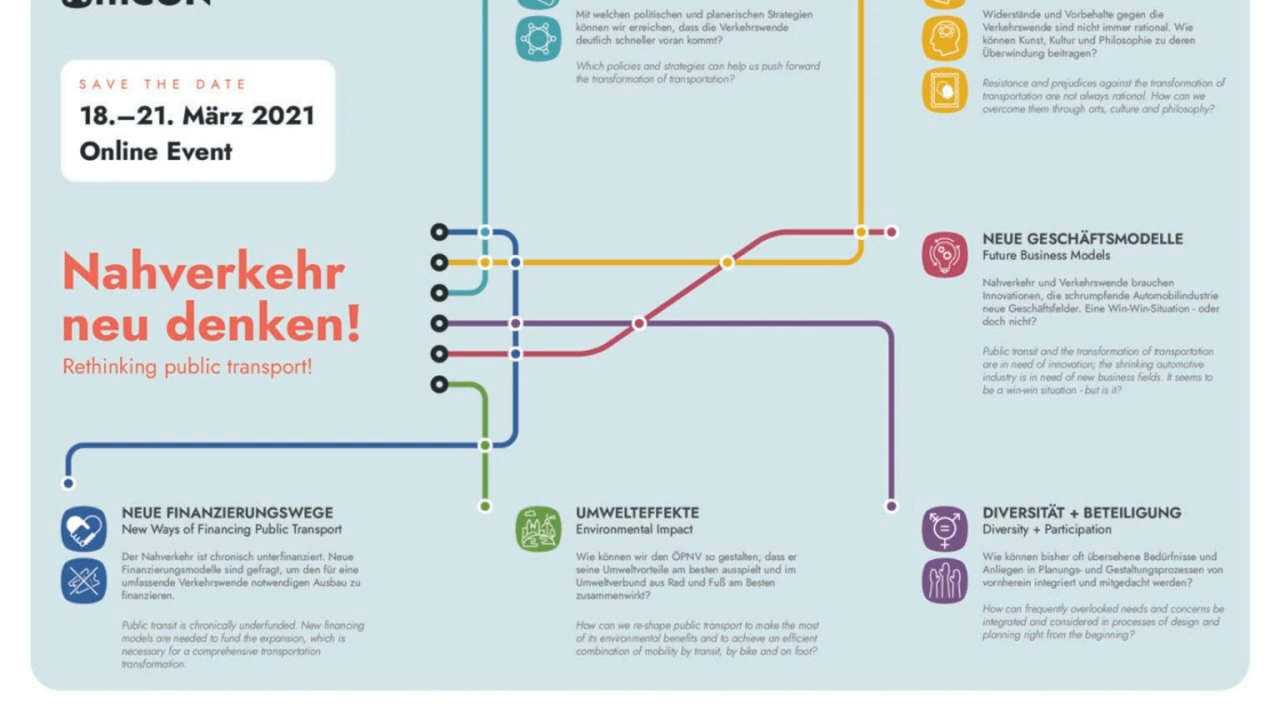 SAVE THE DATE
18.–21. März 2021
Online Event
Nahverkehr
neu denken!
Rethinking public transport!
Mit welchen politischen und planerischen Strategien
können wir erreichen, dass die Verkehrswende
deutlich schneller voran kommt?
Which policies and strategies can help us push forward
the transformation of transportation?
Widerstände und Vorbehalte gegen die
Verkehrswende sind nicht immer rational. Wie
können Kunst, Kultur und Philosophie zu deren
Überwindung beitragen?
Resistance and prejudices against the transformation of
transportation are not always rational. How can we
overcome them through arts, culture and philosophy?
NEUE GESCHÄFTSMODELLE
Future Business Models
Nahverkehr und Verkehrswende brauchen
Innovationen, die schrumpfende Automobilindustrie
neue Geschäftsfelder. Eine Win-Win-Situation - oder
doch nicht?
Public transit and the transformation of transportation
are in need of innovation; the shrinking automotive
industry is in need of new business fields. It seems to
be a win-win situation - but is it?
NEUE FINANZIERUNGSWEGE
New Ways of Financing Public Transport
Der Nahverkehr ist chronisch unterfinanziert. Neue
Finanzierungsmodelle sind gefragt, um den für eine
umfassende Verkehrswende notwendigen Ausbau zu
finanzieren.
Public transit is chronically underfunded. New financing
models are needed to fund the expansion, which is
necessary for a comprehensive transportation
transformation.
UMWELTEFFEKTE
Environmental Impact
Wie können wir den ÖPNV so gestalten, dass er
seine Umweltvorteile am besten ausspielt und im
Umweltverbund aus Rad und Fuß am Besten
zusammenwirkt?
How can we re-shape public transport to make the most
of its environmental benefits and to achieve an efficient
combination of mobility by transit, by bike and on foot?
DIVERSITÄT + BETEILIGUNG
Diversity + Participation
Wie können bisher oft übersehene Bedürfnisse und
Anliegen in Planungs- und Gestaltungsprozessen von
vornherein integriert und mitgedacht werden?
How can frequently overlooked needs and concerns be
integrated and considered in processes of design and
planning right from the beginning?